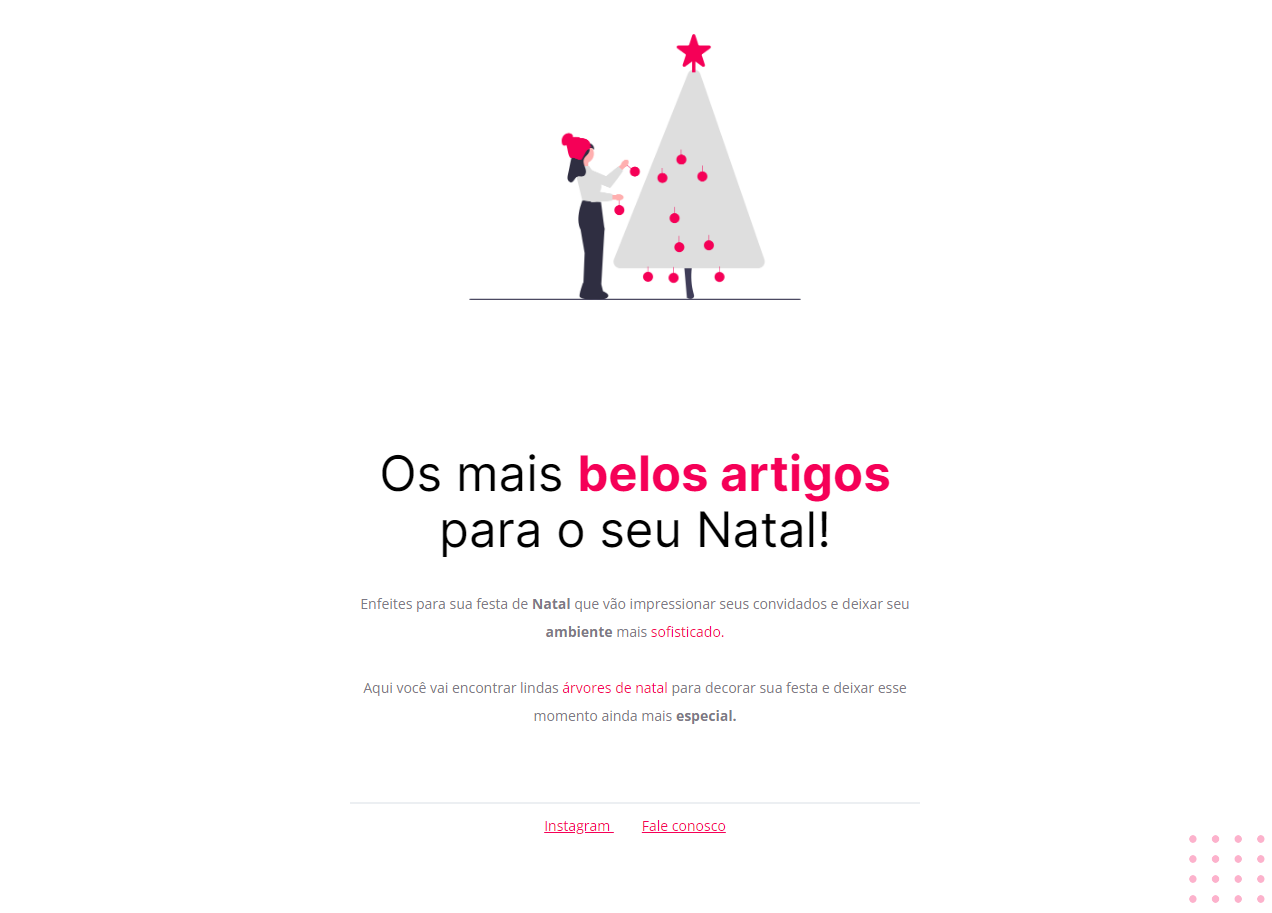 Os mais belos artigos
para o seu Natal!
Enfeites para sua festa de Natal que vão impressionar seus convidados e deixar seu
ambiente mais sofisticado.
Aqui você vai encontrar lindas árvores de natal para decorar sua festa e deixar esse
momento ainda mais especial.
Instagram Fale conosco